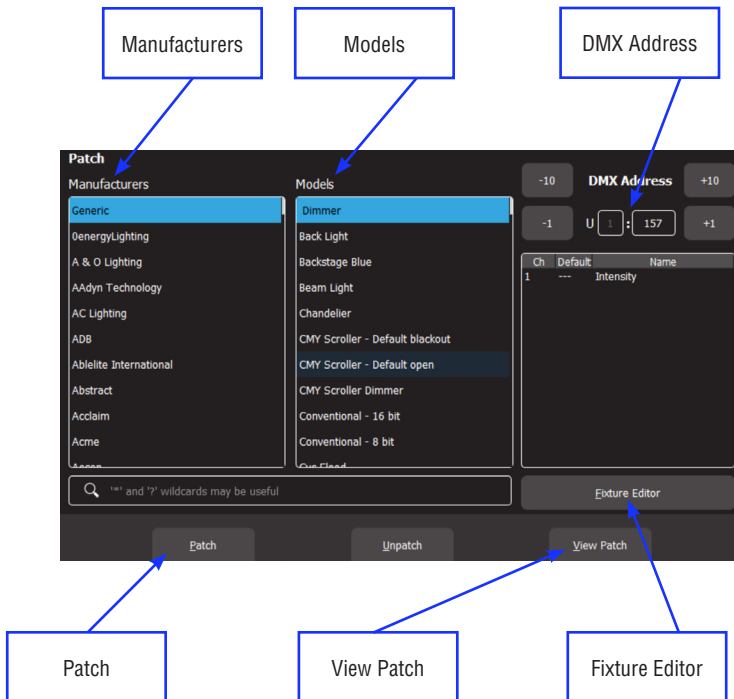 Manufacturers
Models
DMX Address
Patch
Manufacturers
Models
-10
DMX Address
+10
-1
U 1 : 157
+1
Generic
0energyLighting
A & O Lighting
AAdyn Technology
AC Lighting
ADB
Ablelite International
Abstract
Acclaim
Acme
Aecon
Dimmer
Back Light
Backstage Blue
Beam Light
Chandelier
CMY Scroller - Default blackout
CMY Scroller - Default open
CMY Scroller Dimmer
Conventional - 16 bit
Conventional - 8 bit
Cyc Flood
Ch Default Name
1 --- Intensity
'*' and '?' wildcards may be useful
Fixture Editor
Patch
Unpatch
View Patch
Patch
View Patch
Fixture Editor